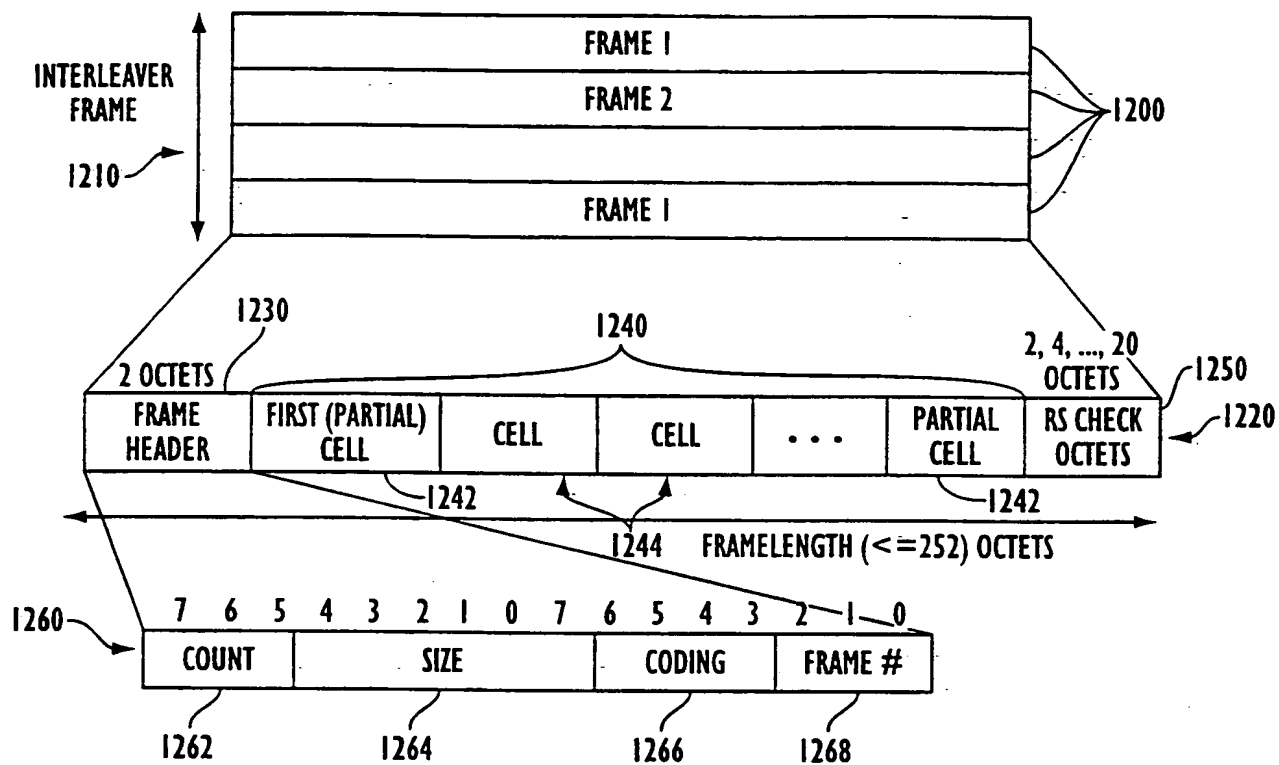 FRAME 1
INTERLEAVER
FRAME
FRAME 2
1200
1210
FRAME 1
1230
1240
2, 4, ..., 20
OCTETS
2 OCTETS
1250
FRAME
HEADER
FIRST (PARTIAL)
CELL
CELL
CELL
...
PARTIAL
CELL
RS CHECK
OCTETS
1220
1242
1242
1244
FRAMELENGTH (<=252) OCTETS
7 6 5 4 3 2 1 0 7 6 5 4 3 2 1 0
1260
COUNT
SIZE
CODING
FRAME #
1262
1264
1266
1268